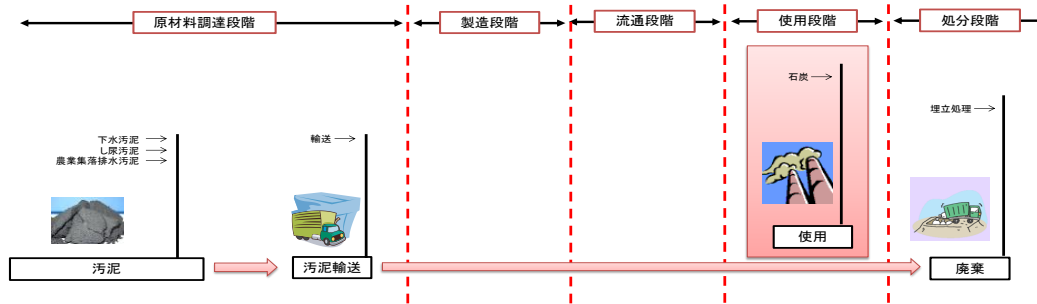 原材料調達段階
製造段階
流通段階
使用段階
処分段階
石炭
埋立処理
下水汚泥
し尿汚泥
農業集落排水汚泥
輸送
使用
汚泥
汚泥輸送
廃棄